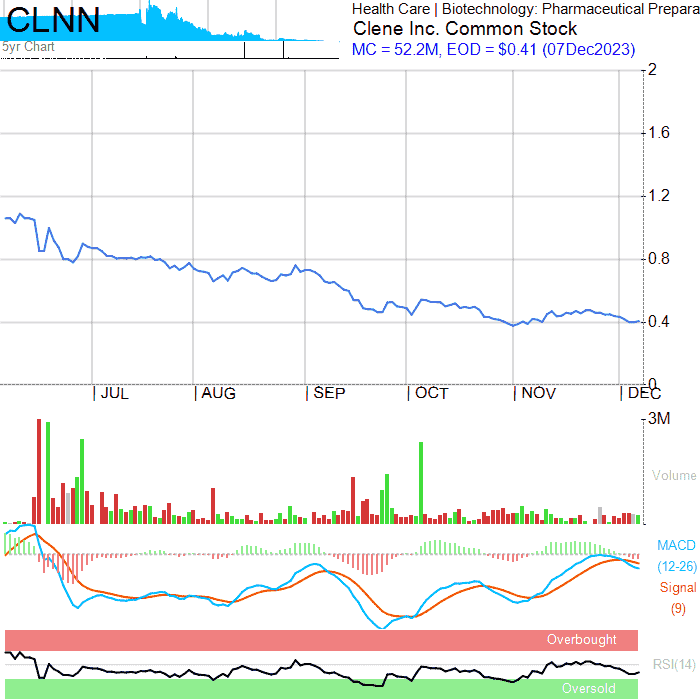 CLNN
5yr Chart
Health Care | Biotechnology: Pharmaceutical Prepara
Clene Inc. Common Stock
MC = 52.2M, EOD = $0.41 (07Dec2023)
2
1.6
1.2
0.8
0.4
0
JUL AUG SEP OCT NOV DEC
3M
Volume
MACD
(12-26)
Signal
(9)
Overbought
RSI(14)
Oversold